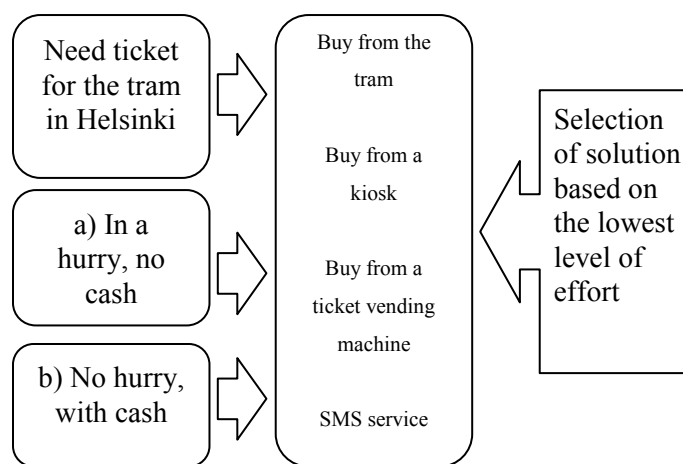 Need ticket
for the tram
in Helsinki
a) In a
hurry, no
cash
b) No hurry,
with cash
Buy from the
tram
Buy from a
kiosk
Buy from a
ticket vending
machine
SMS service
Selection
of solution
based on
the lowest
level of
effort